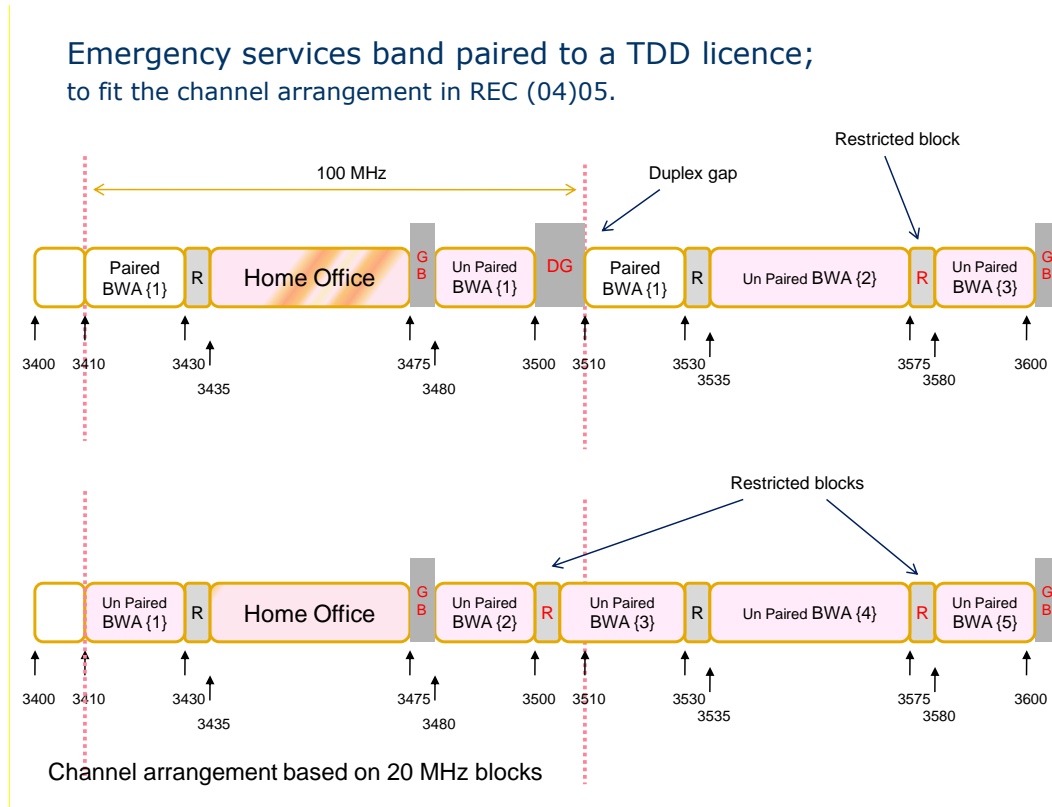 Emergency services band paired to a TDD licence;
to fit the channel arrangement in REC (04)05.
Restricted block
100 MHz
Duplex gap
Paired
BWA {1}
R
Home Office
G
B
Un Paired
BWA {1}
DG
Paired
BWA {1}
R
Un Paired BWA {2}
R
Un Paired
BWA {3}
G
B
3400
3410
3430
3435
3475
3480
3500
3510
3530
3535
3575
3580
3600
Restricted blocks
Un Paired
BWA {1}
R
Home Office
G
B
Un Paired
BWA {2}
R
Un Paired
BWA {3}
R
Un Paired BWA {4}
R
Un Paired
BWA {5}
G
B
3400
3410
3430
3435
3475
3480
3500
3510
3530
3535
3575
3580
3600
Channel arrangement based on 20 MHz blocks